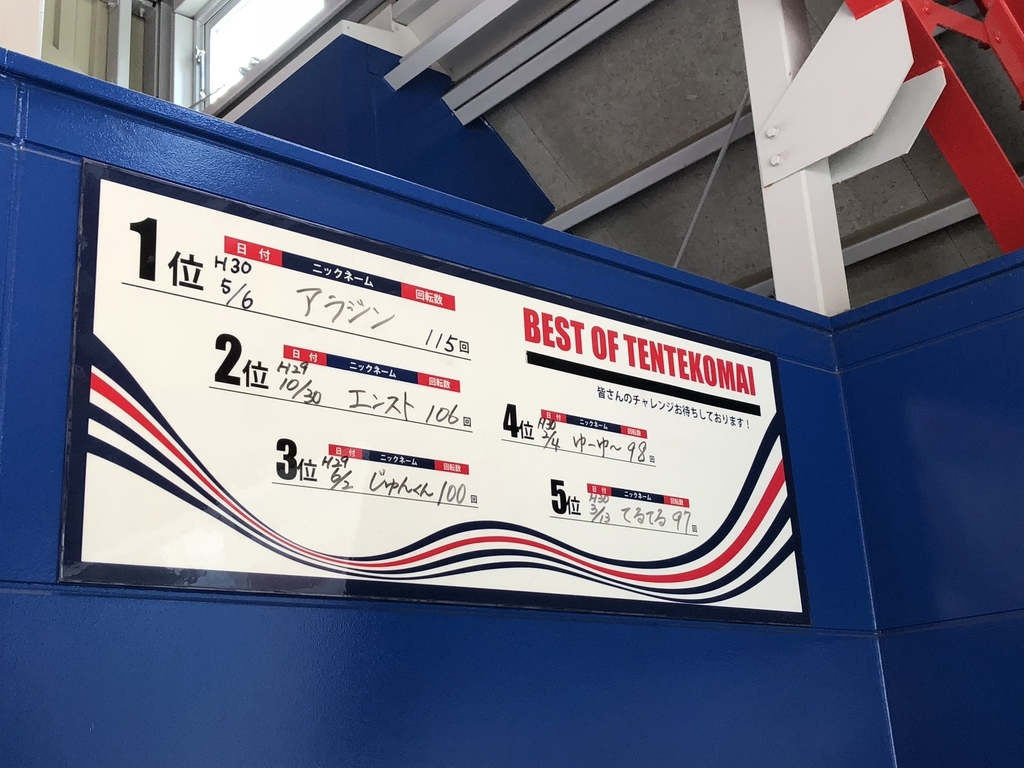 1位
日付 ニックネーム 回転数
H30 5/6 アラジン 115回
2位
日付 ニックネーム 回転数
H29 10/30 エンスト 106回
3位
日付 ニックネーム 回転数
H29 8/2 じゅんくん 100回
BEST OF TENTEKOMAI
皆さんのチャレンジお待ちしております!
4位
日付 ニックネーム 回転数
H30 2/4 ゆーゆ〜 98回
5位
日付 ニックネーム 回転数
H30 3/13 てるてる 97回